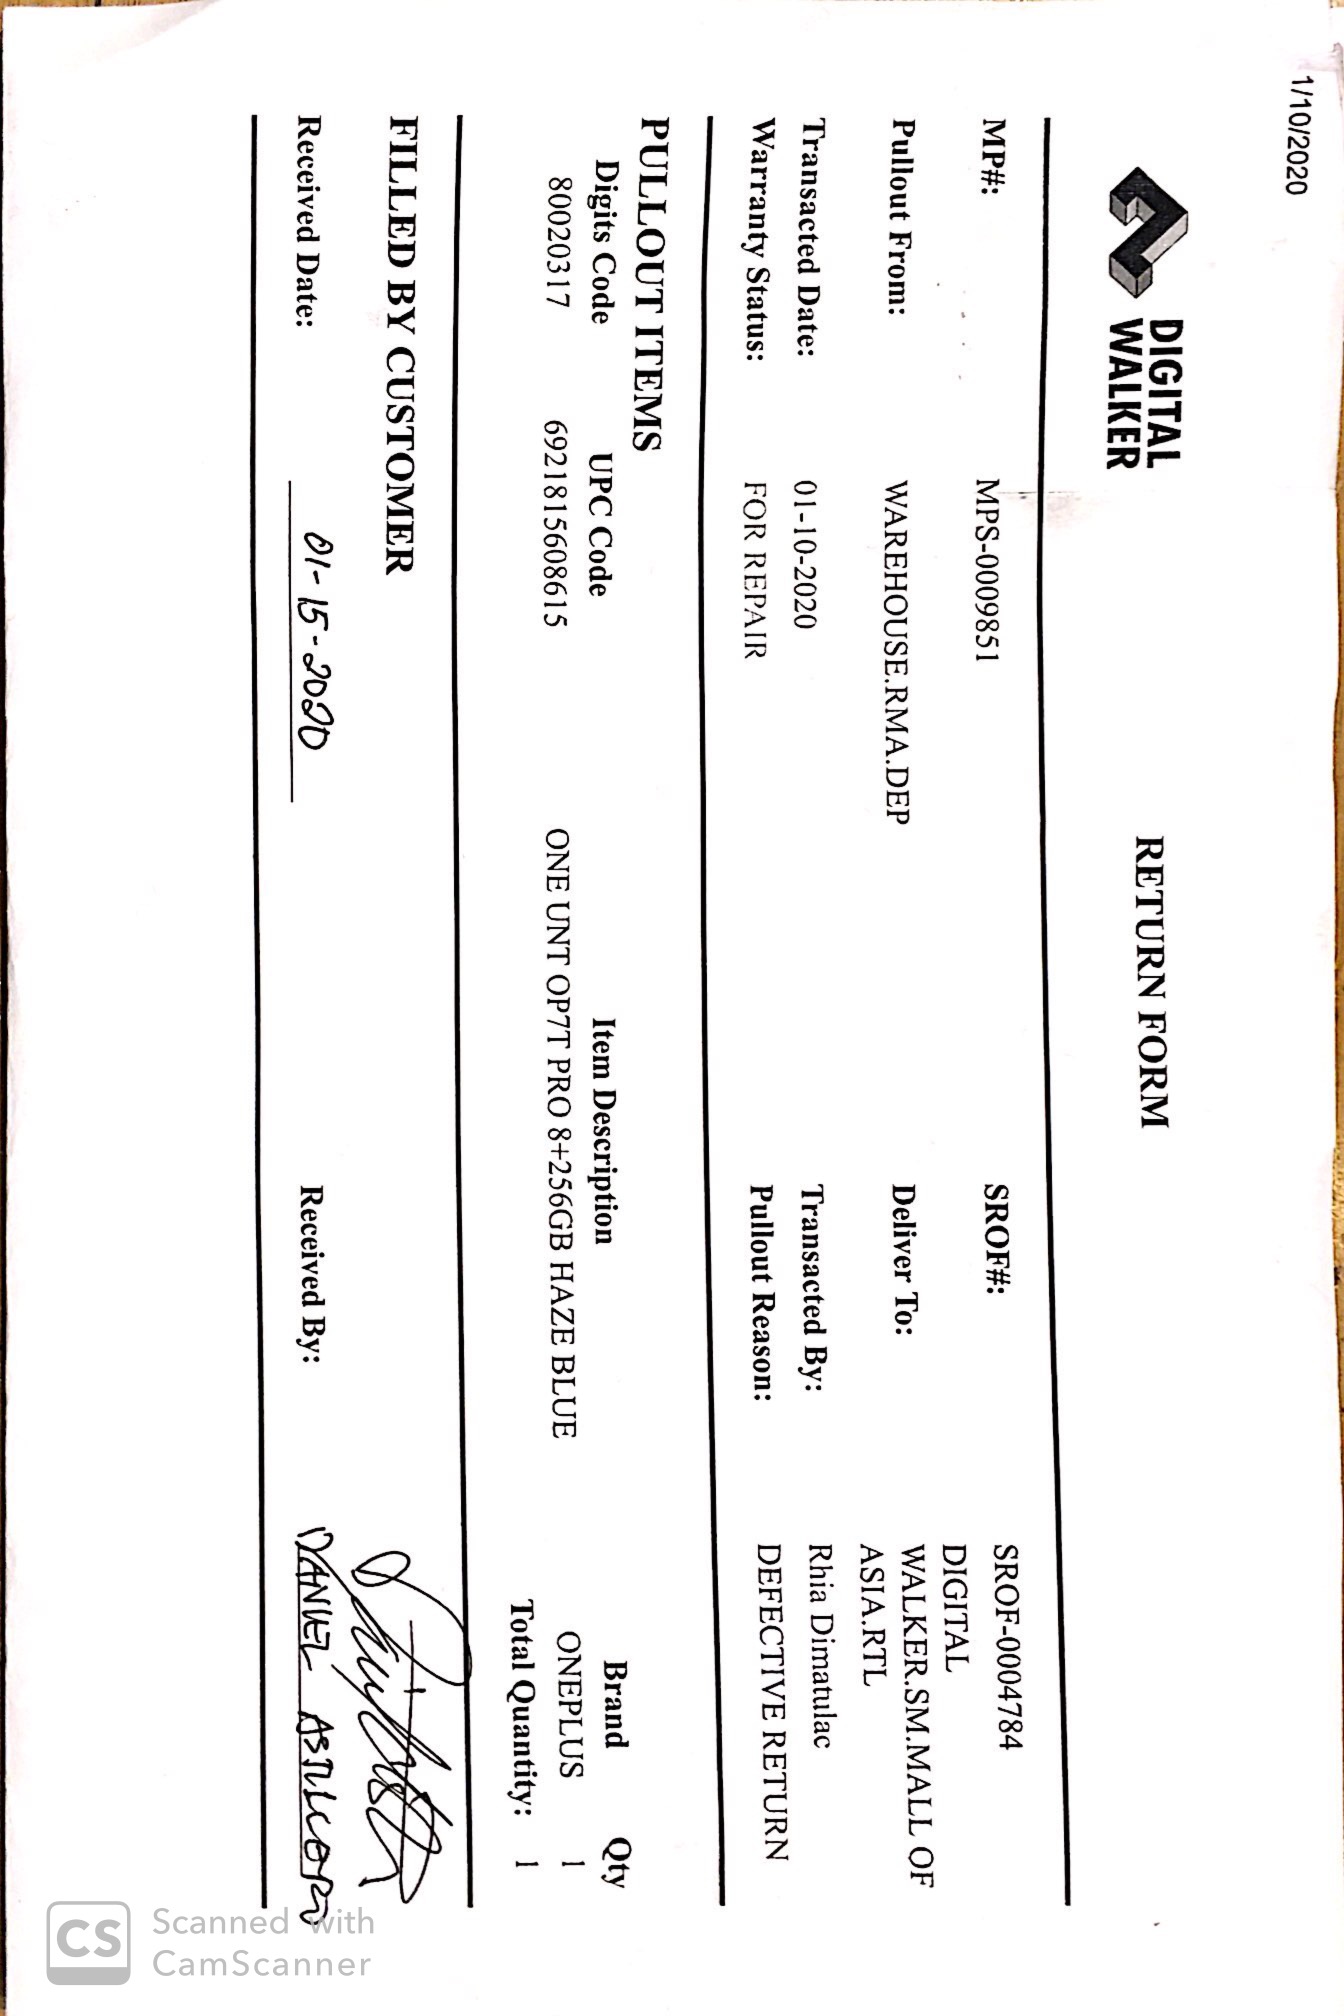 1/10/2020
DIGITAL
WALKER
RETURN FORM
MP#: MPS-0009851 SROF#: SROF-0004784
Pullout From: WAREHOUSE.RMA.DEP Deliver To: DIGITAL
WALKER.SM.MALL OF
ASIA.RTL
Transacted Date: 01-10-2020 Transacted By: Rhia Dimatulac
Warranty Status: FOR REPAIR Pullout Reason: DEFECTIVE RETURN
PULLOUT ITEMS
Digits Code UPC Code Item Description Brand Qty
80020317 6921815608615 ONE UNT OP7T PRO 8+256GB HAZE BLUE ONEPLUS 1
Total Quantity: 1
FILLED BY CUSTOMER
Received Date: 01-15-2020 Received By: DANIEL
CS Scanned with
CamScanner